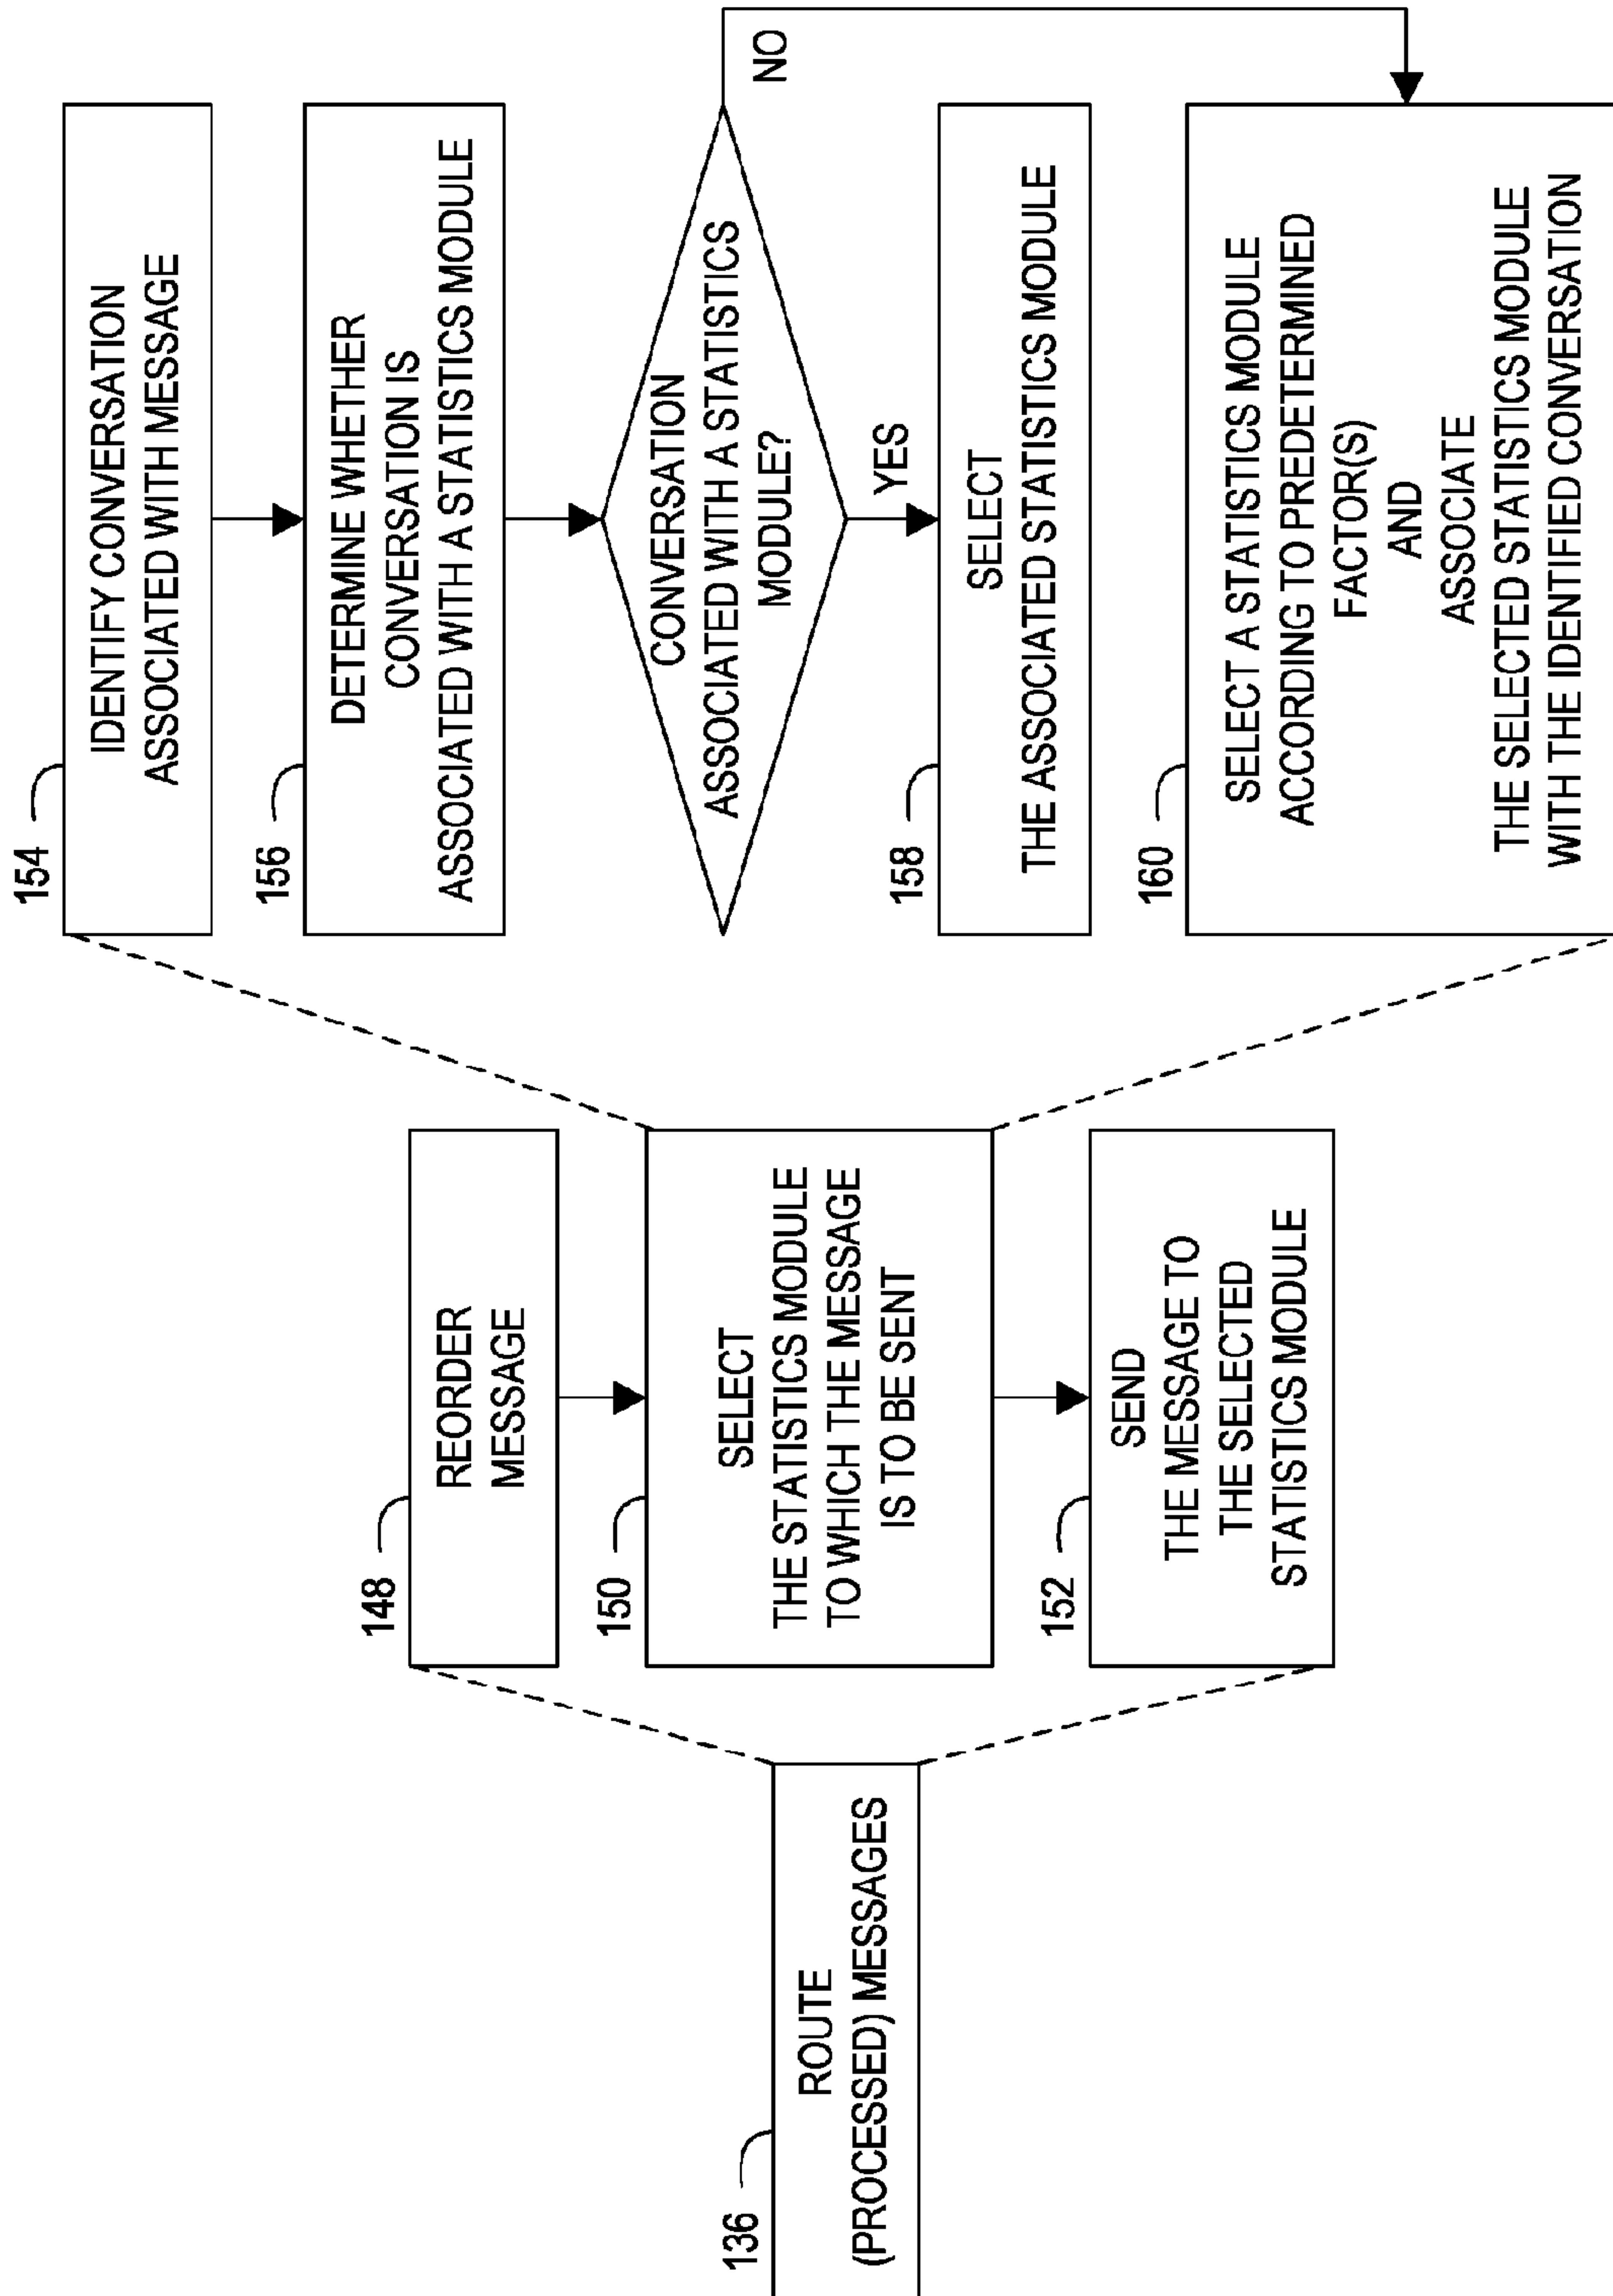 136
ROUTE
(PROCESSED) MESSAGES
148
REORDER
MESSAGE
150
SELECT
THE STATISTICS MODULE
TO WHICH THE MESSAGE
IS TO BE SENT
152
SEND
THE MESSAGE TO
THE SELECTED
STATISTICS MODULE
154
IDENTIFY CONVERSATION
ASSOCIATED WITH MESSAGE
156
DETERMINE WHETHER
CONVERSATION IS
ASSOCIATED WITH A STATISTICS MODULE
CONVERSATION
ASSOCIATED WITH A STATISTICS
MODULE?
NO
YES
158
SELECT
THE ASSOCIATED STATISTICS MODULE
160
SELECT A STATISTICS MODULE
ACCORDING TO PREDETERMINED
FACTOR(S)
AND
ASSOCIATE
THE SELECTED STATISTICS MODULE
WITH THE IDENTIFIED CONVERSATION